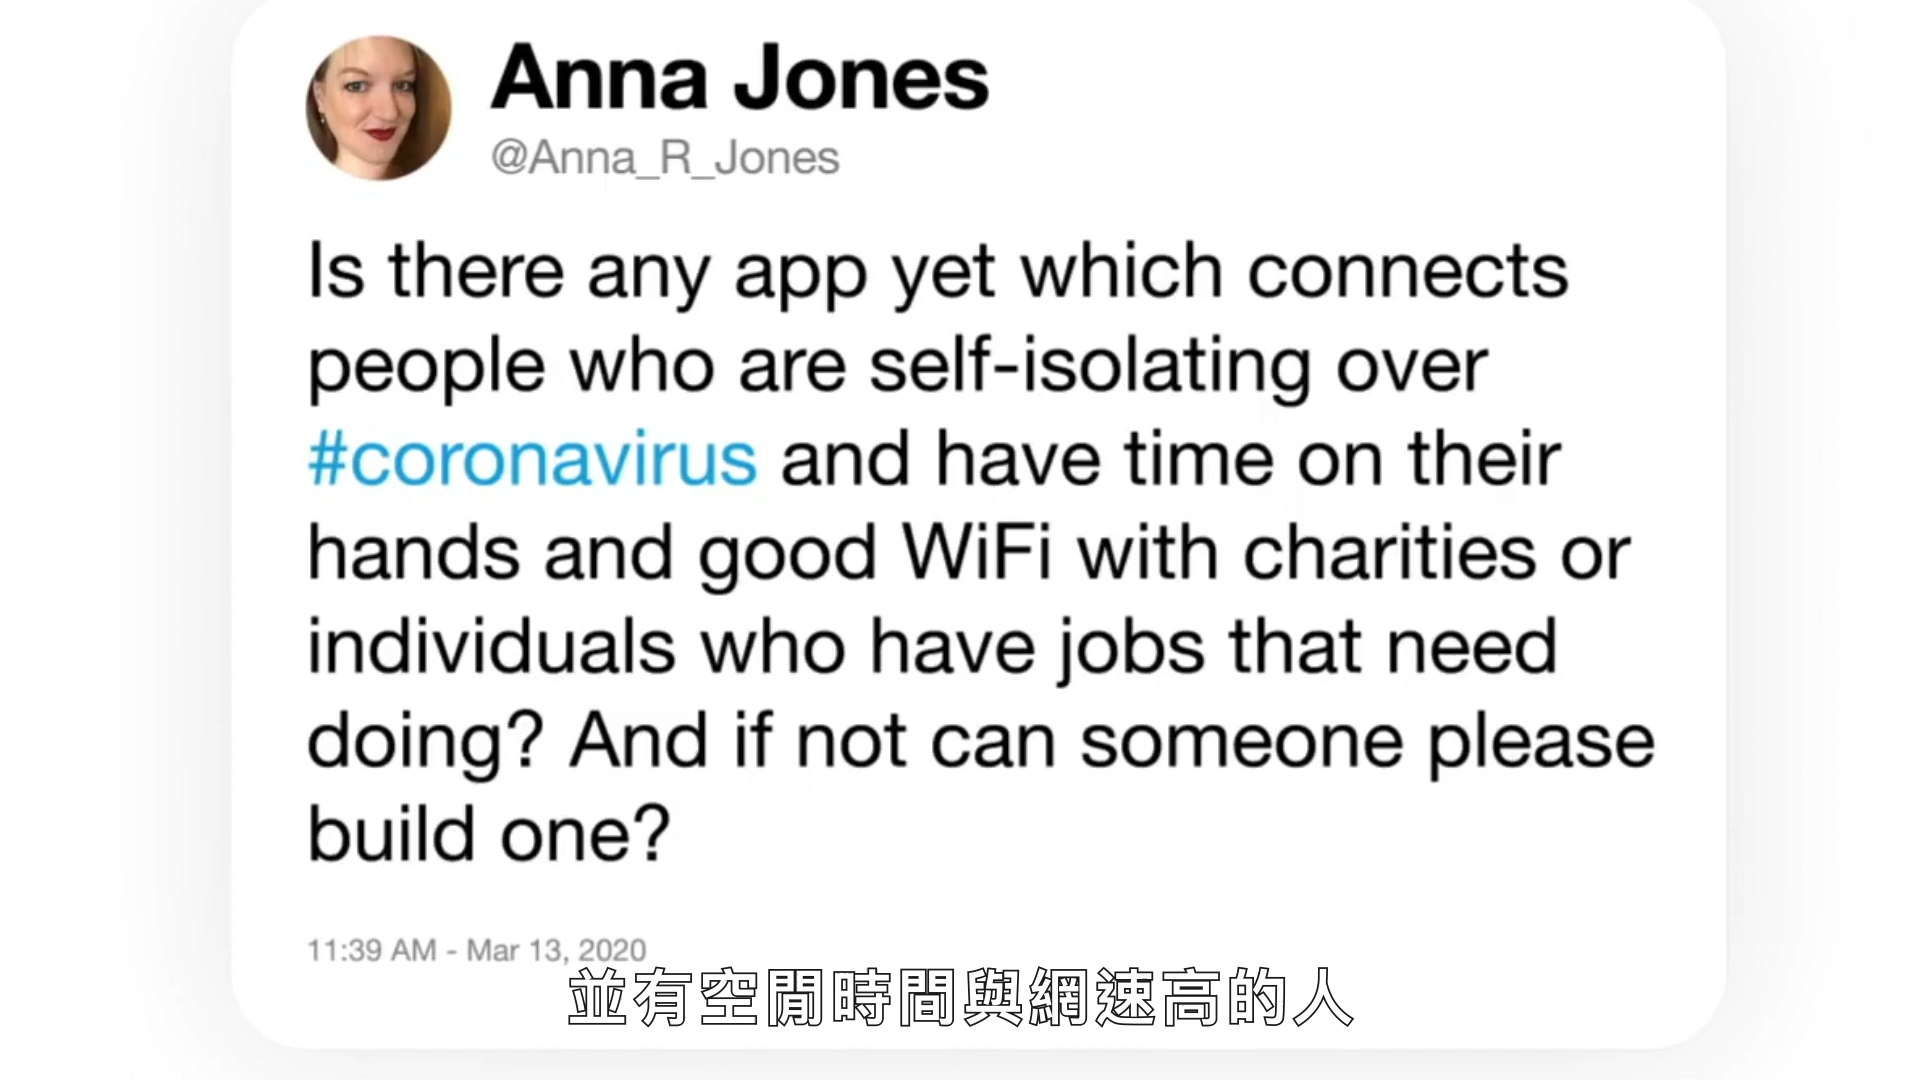 Anna Jones
@Anna_R_Jones
Is there any app yet which connects
people who are self-isolating over
#coronavirus and have time on their
hands and good WiFi with charities or
individuals who have jobs that need
doing? And if not can someone please
build one?
11:39 AM - Mar 13, 2020
並有空閒時間與網速高的人